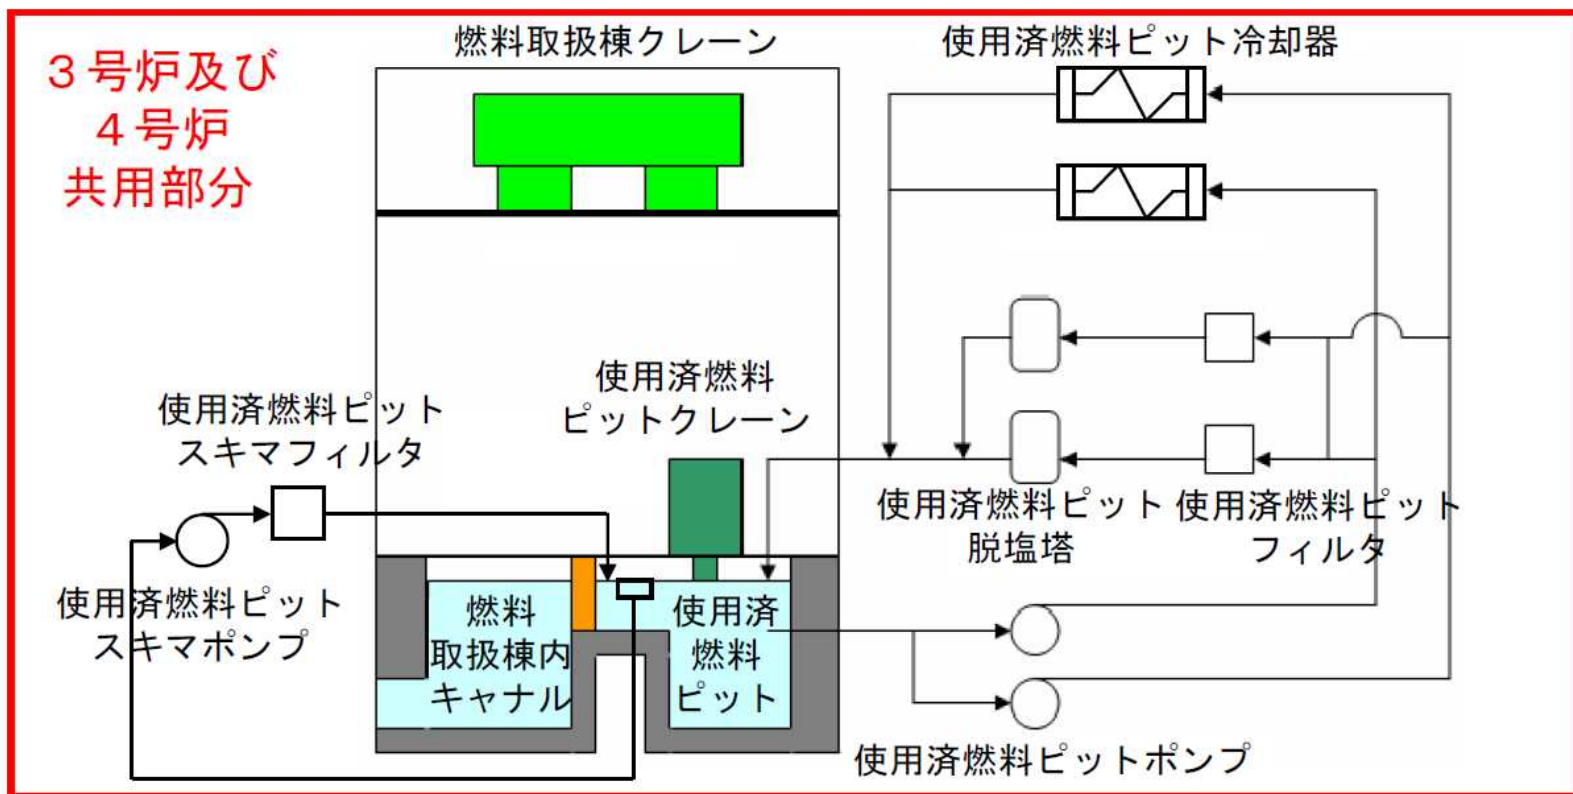 ３号炉及び
４号炉
共用部分
燃料取扱棟クレーン
使用済燃料ピット冷却器
使用済燃料
ピットクレーン
使用済燃料ピット
スキマフィルタ
使用済燃料ピット
脱塩塔
使用済燃料ピット
フィルタ
使用済燃料ピット
スキマポンプ
燃料
取扱棟内
キャナル
使用済
燃料
ピット
使用済燃料ピットポンプ